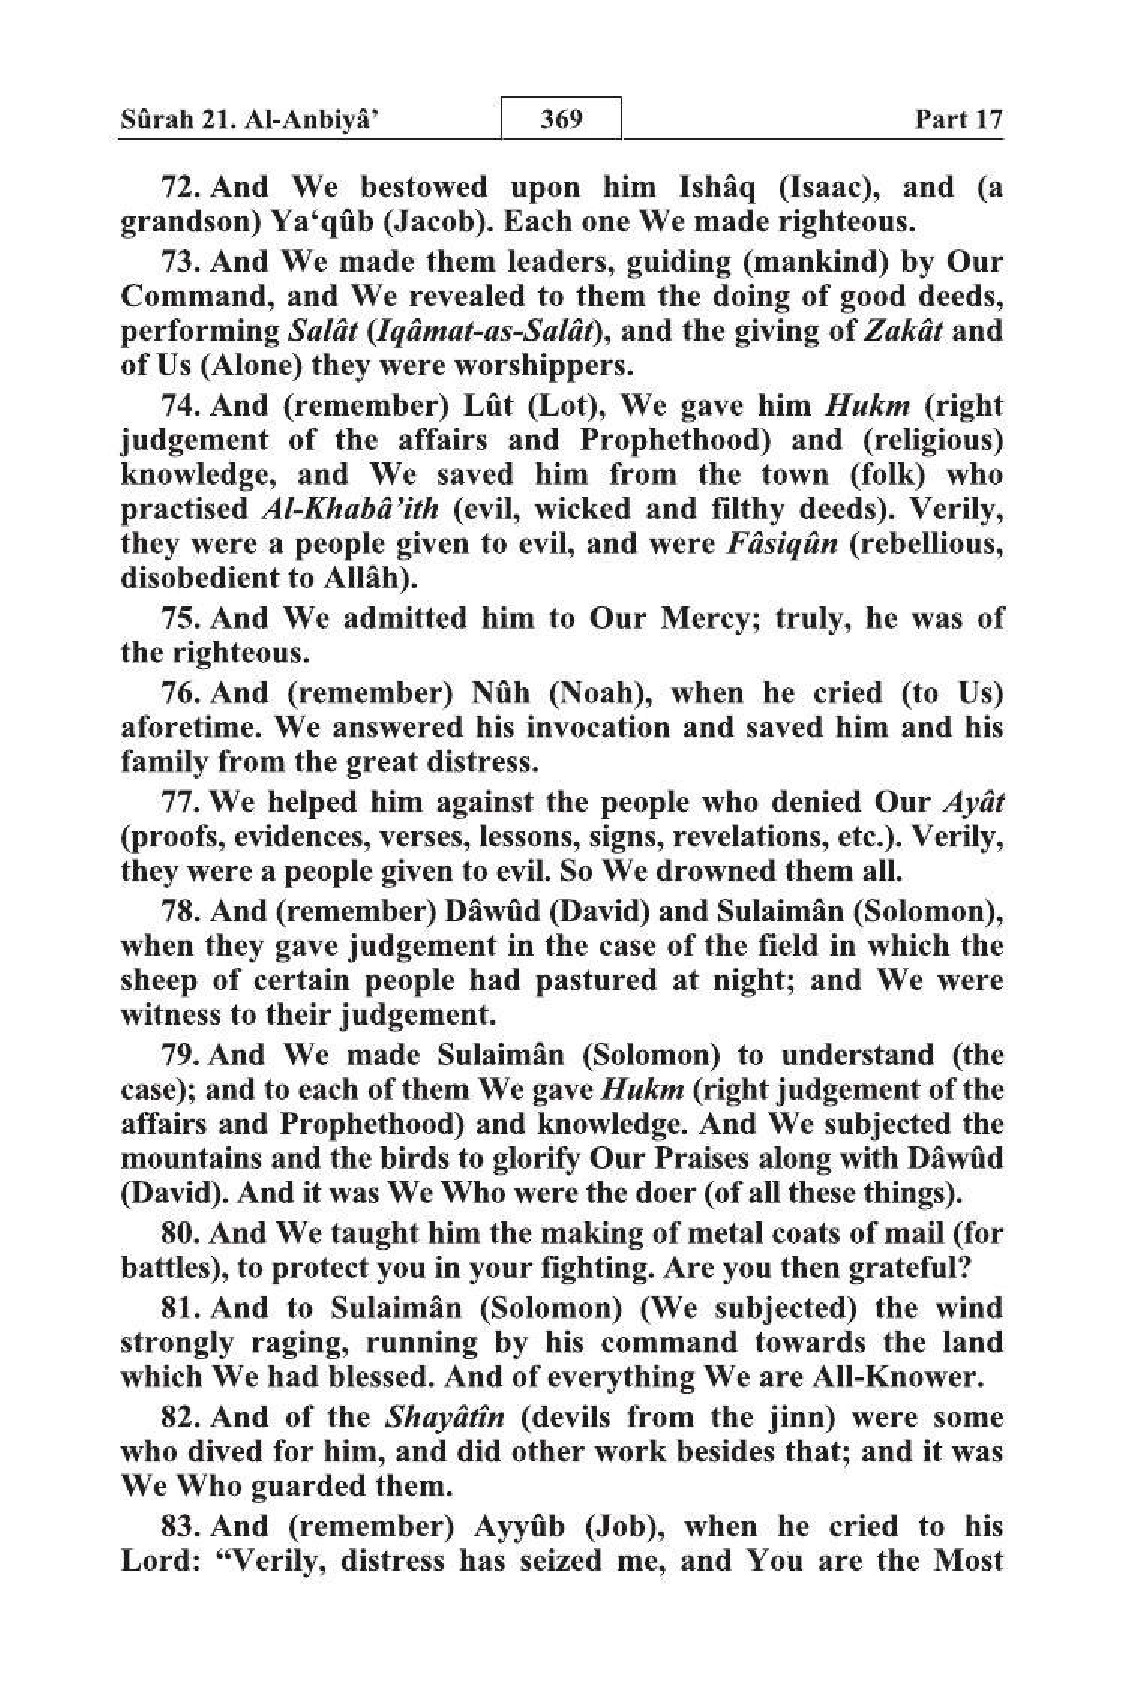 Sûrah 21. Al-Anbiyâ’ 369 Part 17
72. And We bestowed upon him Ishâq (Isaac), and (a
grandson) Ya‘qûb (Jacob). Each one We made righteous.
73. And We made them leaders, guiding (mankind) by Our
Command, and We revealed to them the doing of good deeds,
performing Salât (Iqâmat-as-Salât), and the giving of Zakât and
of Us (Alone) they were worshippers.
74. And (remember) Lût (Lot), We gave him Hukm (right
judgement of the affairs and Prophethood) and (religious)
knowledge, and We saved him from the town (folk) who
practised Al-Khabâ’ith (evil, wicked and filthy deeds). Verily,
they were a people given to evil, and were Fâsiqûn (rebellious,
disobedient to Allâh).
75. And We admitted him to Our Mercy; truly, he was of
the righteous.
76. And (remember) Nûh (Noah), when he cried (to Us)
aforetime. We answered his invocation and saved him and his
family from the great distress.
77. We helped him against the people who denied Our Ayât
(proofs, evidences, verses, lessons, signs, revelations, etc.). Verily,
they were a people given to evil. So We drowned them all.
78. And (remember) Dâwûd (David) and Sulaimân (Solomon),
when they gave judgement in the case of the field in which the
sheep of certain people had pastured at night; and We were
witness to their judgement.
79. And We made Sulaimân (Solomon) to understand (the
case); and to each of them We gave Hukm (right judgement of the
affairs and Prophethood) and knowledge. And We subjected the
mountains and the birds to glorify Our Praises along with Dâwûd
(David). And it was We Who were the doer (of all these things).
80. And We taught him the making of metal coats of mail (for
battles), to protect you in your fighting. Are you then grateful?
81. And to Sulaimân (Solomon) (We subjected) the wind
strongly raging, running by his command towards the land
which We had blessed. And of everything We are All-Knower.
82. And of the Shayâtîn (devils from the jinn) were some
who dived for him, and did other work besides that; and it was
We Who guarded them.
83. And (remember) Ayyûb (Job), when he cried to his
Lord: “Verily, distress has seized me, and You are the Most